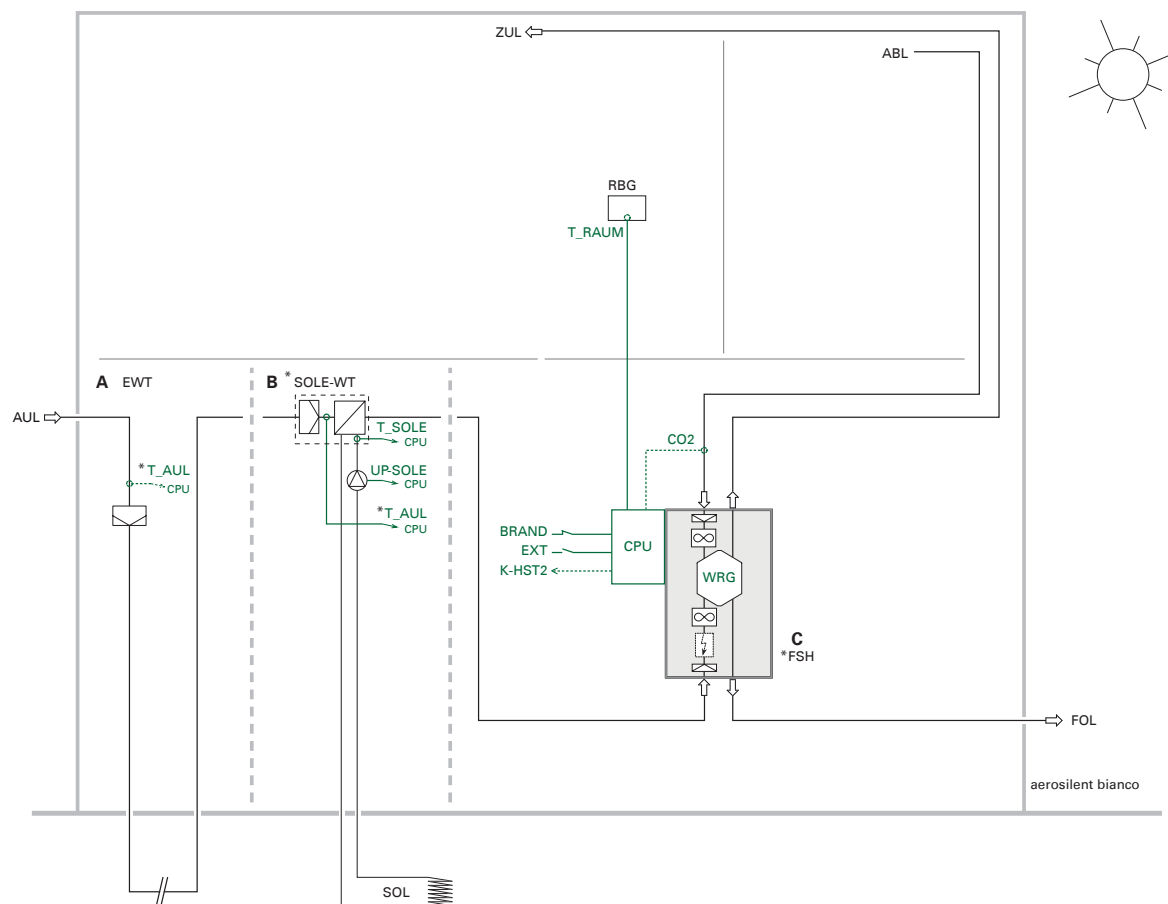 ZUL
ABL
RBG
T_RAUM
A EWT
B * SOLE-WT
AUL
T_SOLE
CPU
CO2
* T_AUL
CPU
UP-SOLE
CPU
*T_AUL
CPU
BRAND
EXT
K-HST2
CPU
WRG
C
*FSH
FOL
aerosilent bianco
SOL